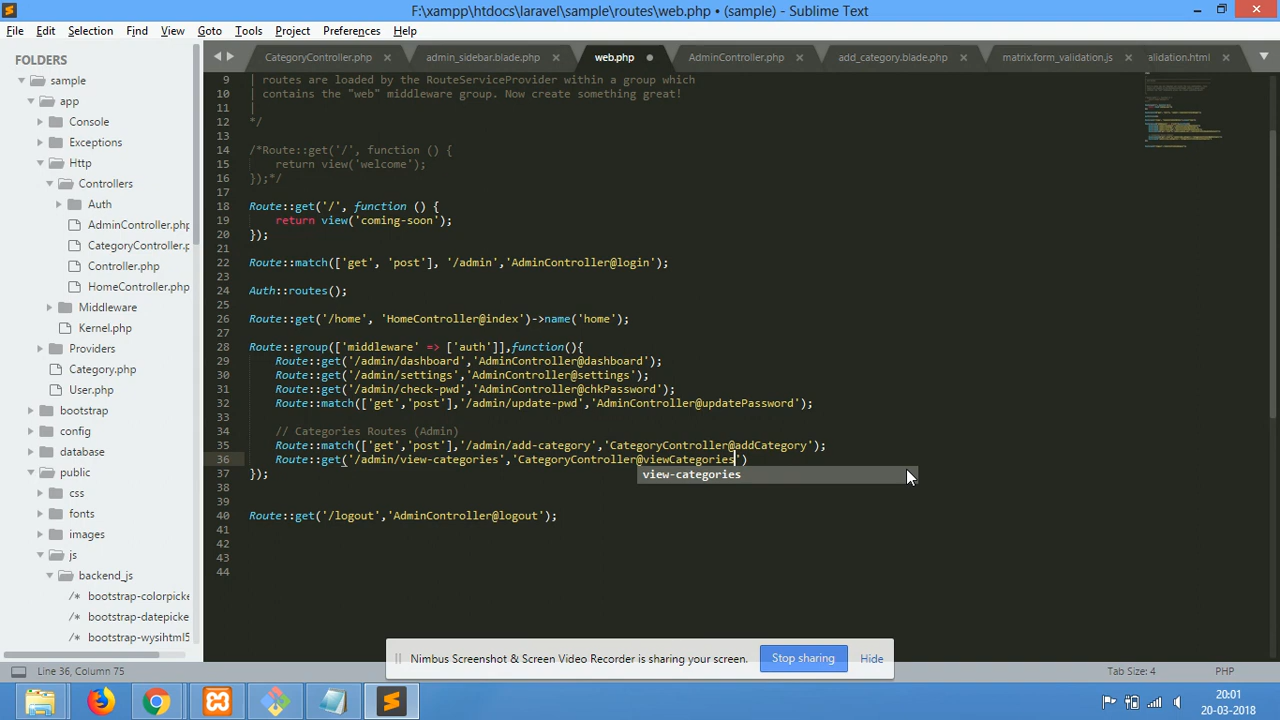 F:\xampp\htdocs\laravel\sample\routes\web.php • (sample) - Sublime Text
File Edit Selection Find View Goto Tools Project Preferences Help
FOLDERS
sample
app
Console
Exceptions
Http
Controllers
Auth
AdminController.php
CategoryController.p
Controller.php
HomeController.php
Middleware
Kernel.php
Providers
Category.php
User.php
bootstrap
config
database
public
css
fonts
images
js
backend_js
/* bootstrap-colorpicke
/* bootstrap-datepicke
/* bootstrap-wysihtml5
CategoryController.php × admin_sidebar.blade.php × web.php AdminController.php × add_category.blade.php × matrix.form_validation.js × alidation.html ×
9 | routes are loaded by the RouteServiceProvider within a group which
10 | contains the "web" middleware group. Now create something great!
11 |
12 */
13
14 /*Route::get('/', function () {
15 return view('welcome');
16 });*/
17
18 Route::get('/', function () {
19 return view('coming-soon');
20 });
21
22 Route::match(['get', 'post'], '/admin','AdminController@login');
23
24 Auth::routes();
25
26 Route::get('/home', 'HomeController@index')->name('home');
27
28 Route::group(['middleware' => ['auth']],function(){
29 Route::get('/admin/dashboard','AdminController@dashboard');
30 Route::get('/admin/settings','AdminController@settings');
31 Route::get('/admin/check-pwd','AdminController@chkPassword');
32 Route::match(['get','post'],'/admin/update-pwd','AdminController@updatePassword');
33
34 // Categories Routes (Admin)
35 Route::match(['get','post'],'/admin/add-category','CategoryController@addCategory');
36 Route::get('/admin/view-categories','CategoryController@viewCategories')
37 });
view-categories
38
39
40 Route::get('/logout','AdminController@logout');
41
42
43
44
Nimbus Screenshot & Screen Video Recorder is sharing your screen. Stop sharing Hide
Line 36, Column 75 Tab Size: 4 PHP
20:01
20-03-2018